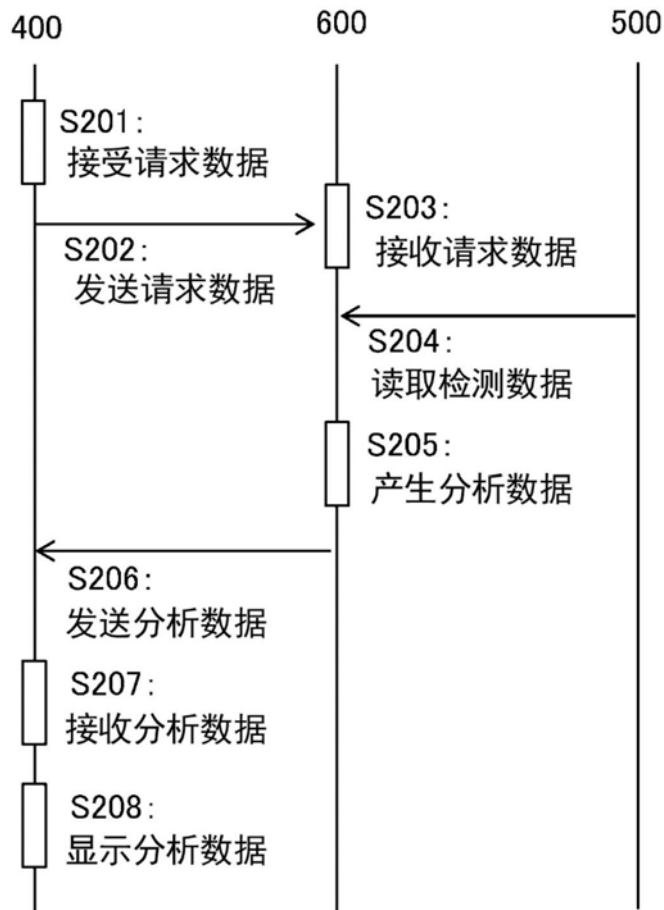 400
600
500
S201:
接受请求数据
S203:
接收请求数据
S202:
发送请求数据
S204:
读取检测数据
S205:
产生分析数据
S206:
发送分析数据
S207:
接收分析数据
S208:
显示分析数据